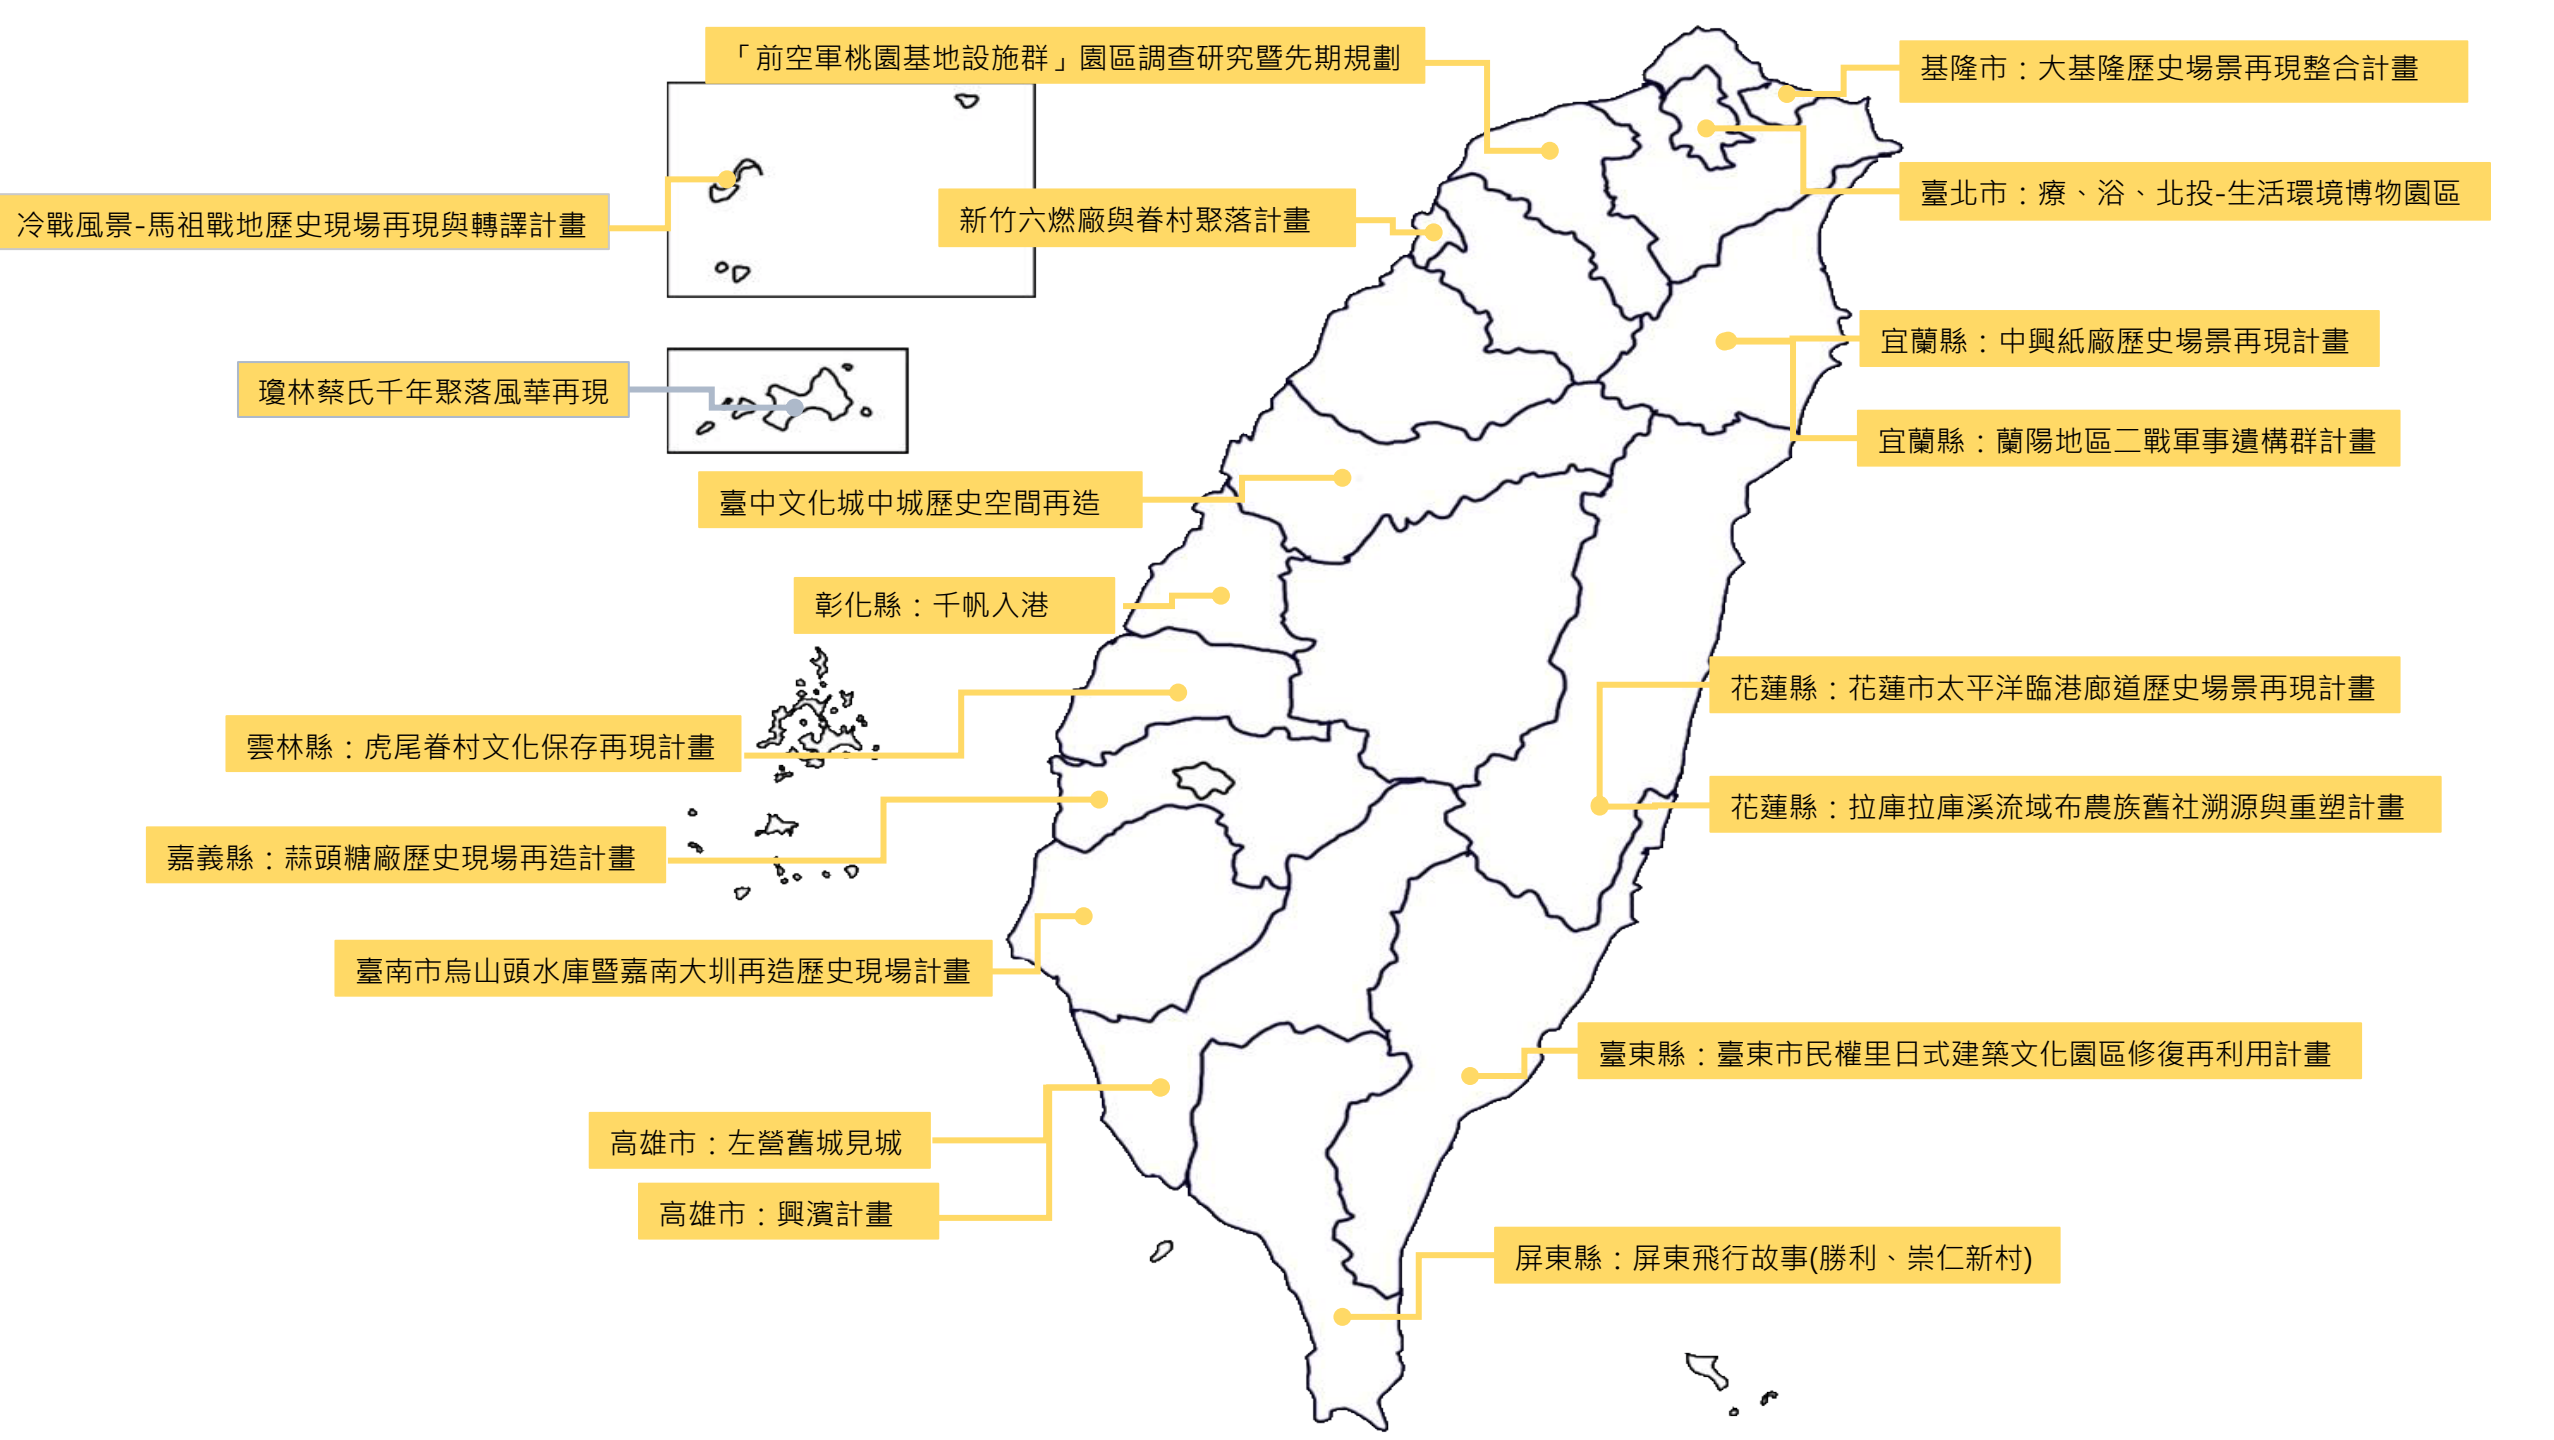 「前空軍桃園基地設施群」園區調查研究暨先期規劃
基隆市：大基隆歷史場景再現整合計畫
臺北市：療、浴、北投-生活環境博物園區
冷戰風景-馬祖戰地歷史現場再現與轉譯計畫
新竹六燃廠與眷村聚落計畫
宜蘭縣：中興紙廠歷史場景再現計畫
瓊林蔡氏千年聚落風華再現
宜蘭縣：蘭陽地區二戰軍事遺構群計畫
臺中文化城中城歷史空間再造
彰化縣：千帆入港
花蓮縣：花蓮市太平洋臨港廊道歷史場景再現計畫
雲林縣：虎尾眷村文化保存再現計畫
花蓮縣：拉庫拉庫溪流域布農族舊社溯源與重塑計畫
嘉義縣：蒜頭糖廠歷史現場再造計畫
臺南市烏山頭水庫暨嘉南大圳再造歷史現場計畫
臺東縣：臺東市民權里日式建築文化園區修復再利用計畫
高雄市：左營舊城見城
高雄市：興濱計畫
屏東縣：屏東飛行故事(勝利、崇仁新村)